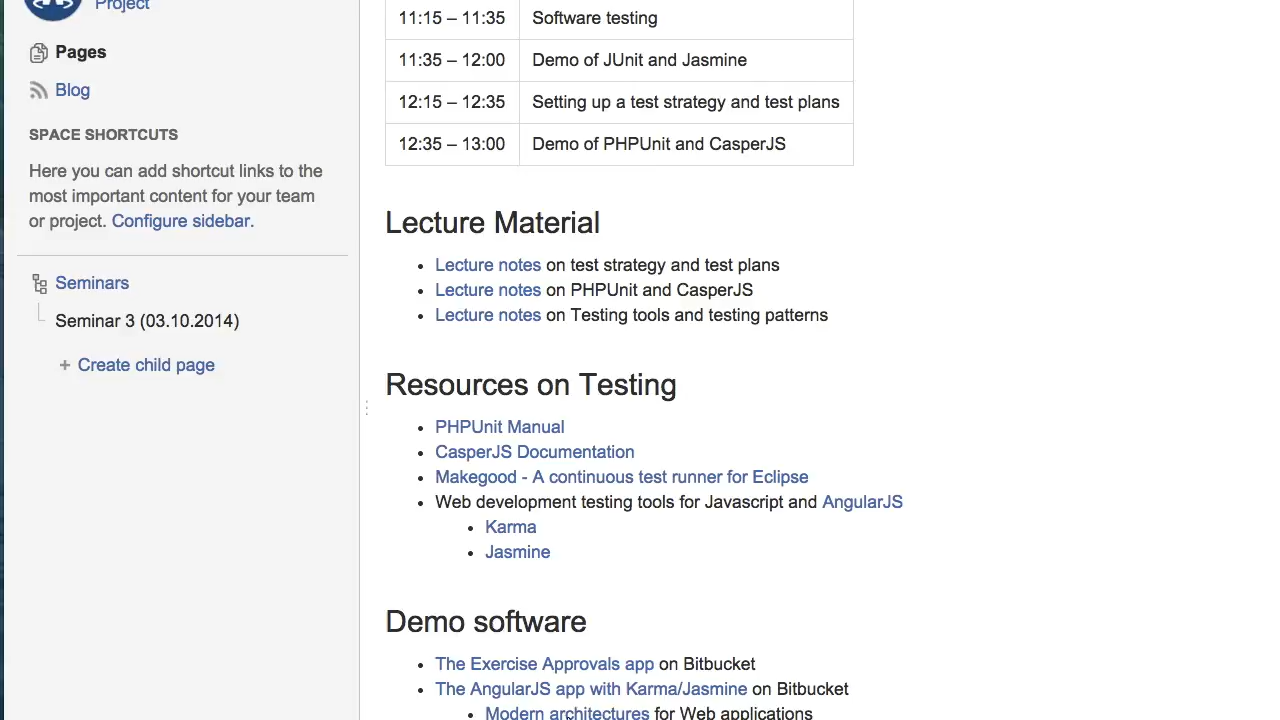 Project
Pages
Blog
SPACE SHORTCUTS
Here you can add shortcut links to the
most important content for your team
or project. Configure sidebar.
Seminars
Seminar 3 (03.10.2014)
+ Create child page
11:15 – 11:35 Software testing
11:35 – 12:00 Demo of JUnit and Jasmine
12:15 – 12:35 Setting up a test strategy and test plans
12:35 – 13:00 Demo of PHPUnit and CasperJS
Lecture Material
• Lecture notes on test strategy and test plans
• Lecture notes on PHPUnit and CasperJS
• Lecture notes on Testing tools and testing patterns
Resources on Testing
• PHPUnit Manual
• CasperJS Documentation
• Makegood - A continuous test runner for Eclipse
• Web development testing tools for Javascript and AngularJS
• Karma
• Jasmine
Demo software
• The Exercise Approvals app on Bitbucket
• The AngularJS app with Karma/Jasmine on Bitbucket
• Modern architectures for Web applications